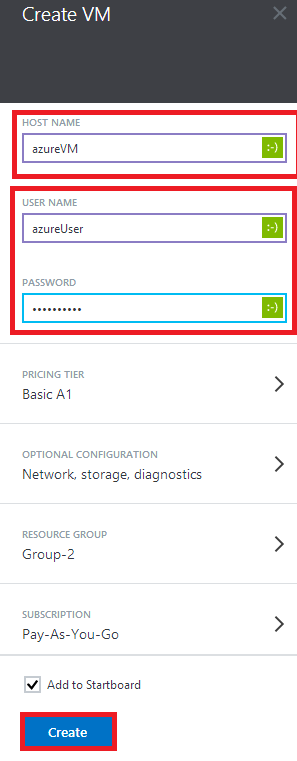 Create VM
HOST NAME
azureVM
:-)
USER NAME
azureUser
:-)
PASSWORD
••••••••••
:-)
PRICING TIER
Basic A1
OPTIONAL CONFIGURATION
Network, storage, diagnostics
RESOURCE GROUP
Group-2
SUBSCRIPTION
Pay-As-You-Go
Add to Startboard
Create